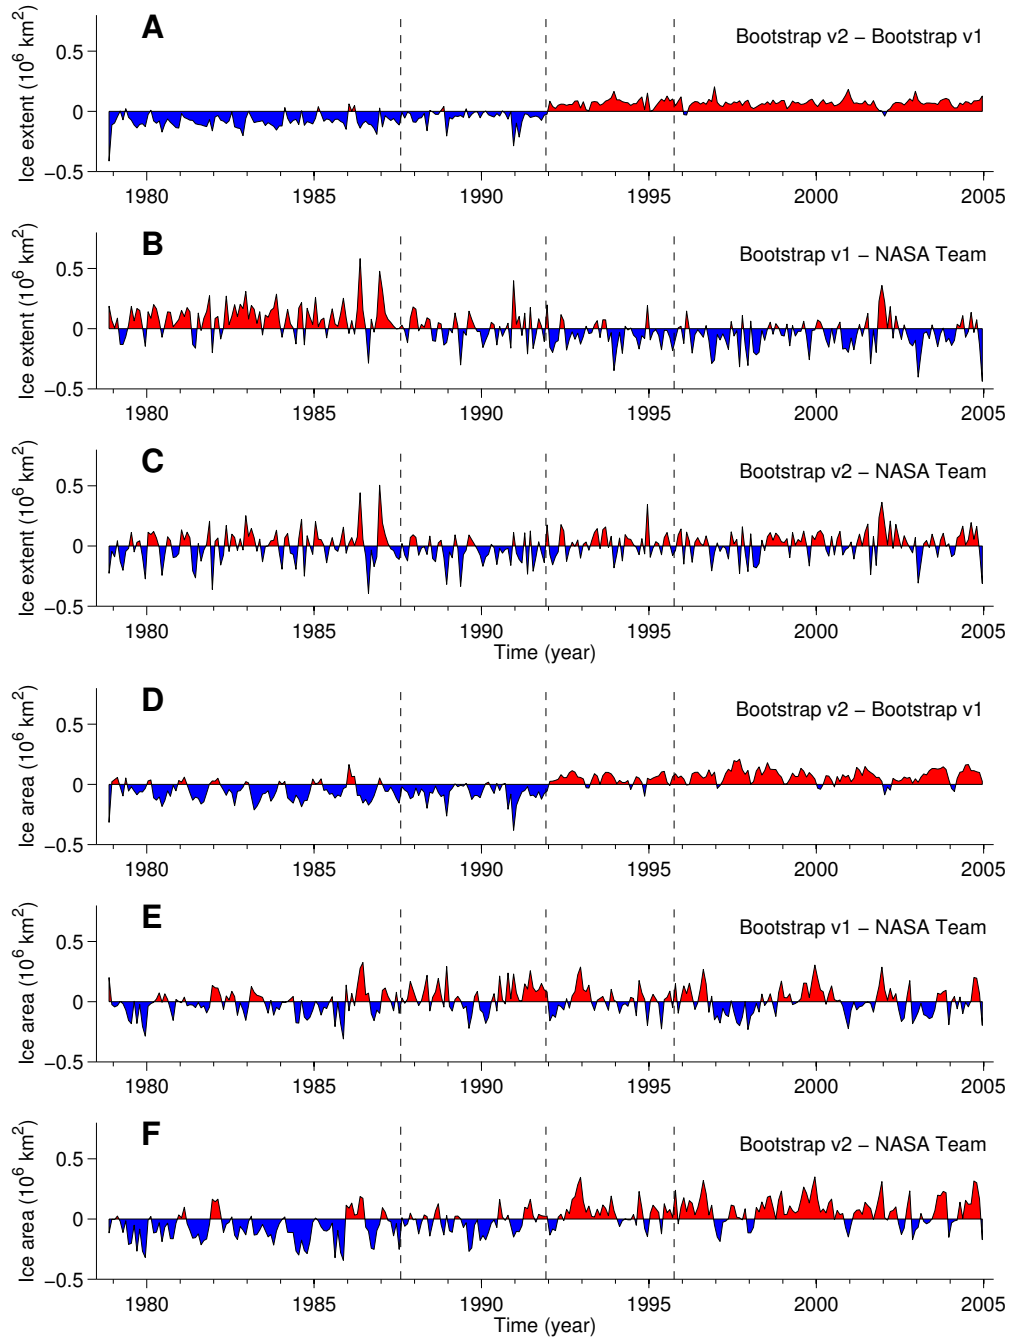 A
Bootstrap v2 − Bootstrap v1
Ice extent (10⁶ km²)
0.5
0
−0.5
1980 1985 1990 1995 2000 2005
B
Bootstrap v1 − NASA Team
Ice extent (10⁶ km²)
0.5
0
−0.5
1980 1985 1990 1995 2000 2005
C
Bootstrap v2 − NASA Team
Ice extent (10⁶ km²)
0.5
0
−0.5
1980 1985 1990 1995 2000 2005
Time (year)
D
Bootstrap v2 − Bootstrap v1
Ice area (10⁶ km²)
0.5
0
−0.5
1980 1985 1990 1995 2000 2005
E
Bootstrap v1 − NASA Team
Ice area (10⁶ km²)
0.5
0
−0.5
1980 1985 1990 1995 2000 2005
F
Bootstrap v2 − NASA Team
Ice area (10⁶ km²)
0.5
0
−0.5
1980 1985 1990 1995 2000 2005
Time (year)